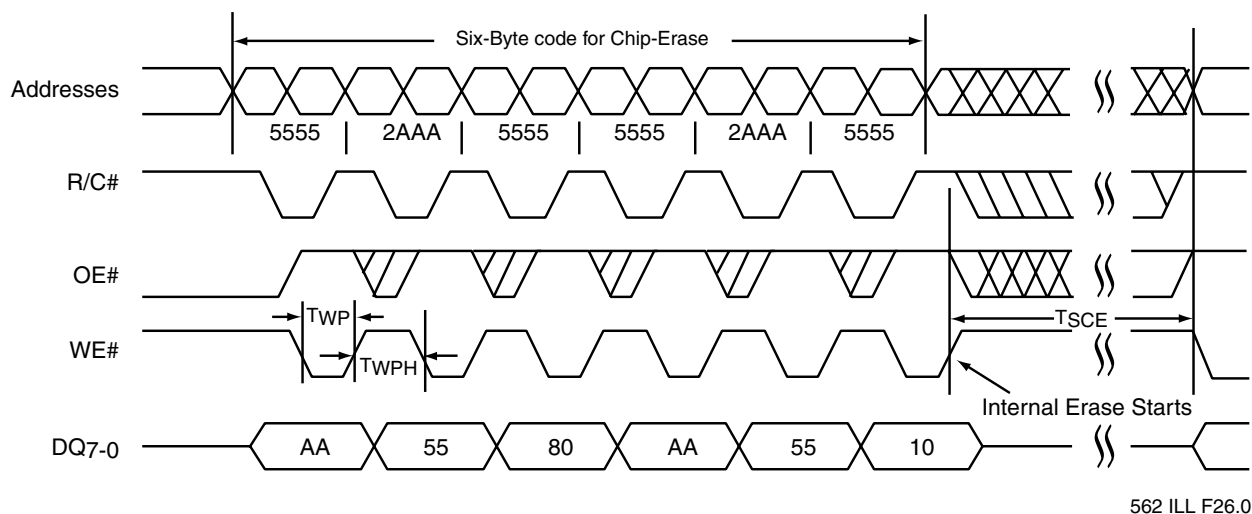 Six-Byte code for Chip-Erase
Addresses
5555 2AAA 5555 5555 2AAA 5555
R/C#
OE#
TWP
TSCE
WE#
TWPH
Internal Erase Starts
DQ7-0
AA 55 80 AA 55 10
562 ILL F26.0